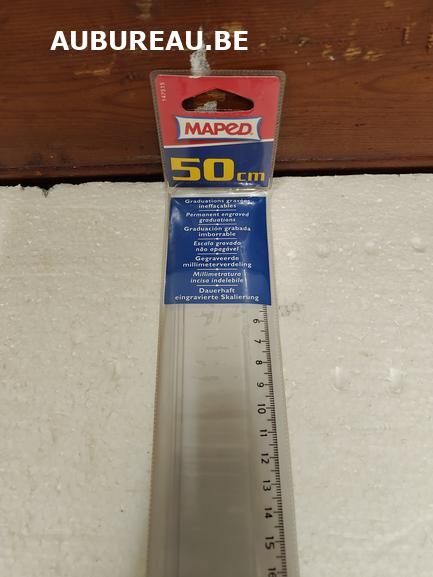 AUBUREAU.BE
147515
MAPED
50 cm
Graduations gravées
ineffaçables
Permanent engraved
graduations
Graduación grabada
imborrable
Escala gravada
não apagável
Gegraveerde
millimeterverdeling
Millimetratura
incisa indelebile
Dauerhaft
eingravierte Skalierung
6
7
8
9
10
11
12
13
14
15
16